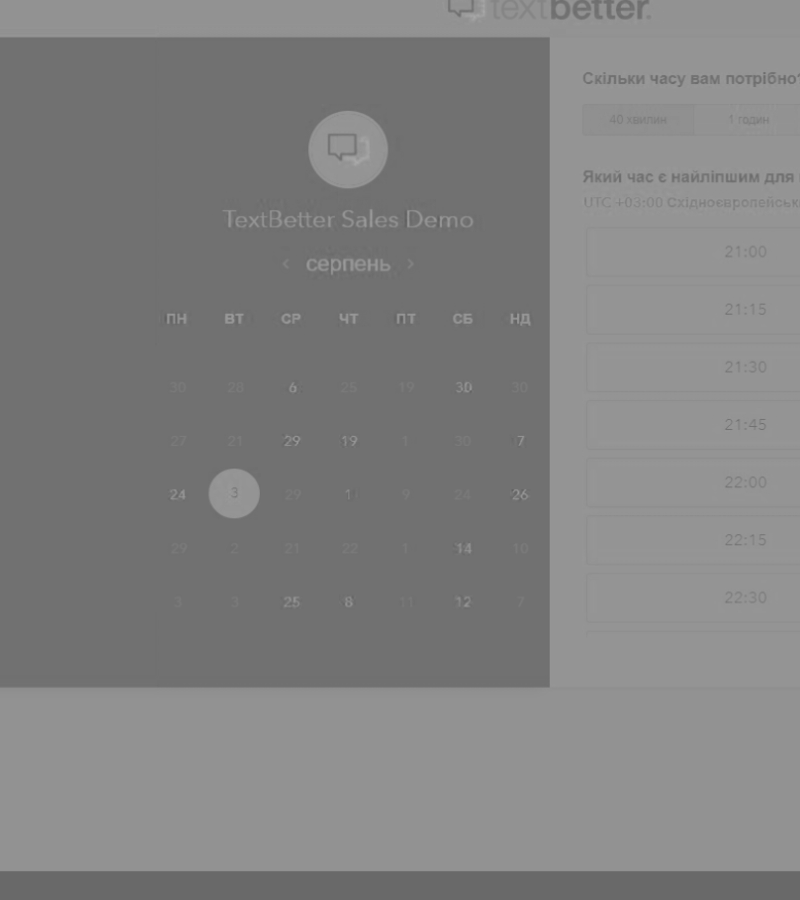 textbetter.
TextBetter Sales Demo
‹ серпень ›
ПН ВТ СР ЧТ ПТ СБ НД
30 28 6 25 19 30 30
27 21 29 19 1 30 7
24 3 29 1 9 24 26
29 2 21 22 1 14 10
3 3 25 8 11 12 7
Скільки часу вам потрібно?
40 хвилин 1 годин
Який час є найліпшим для
UTC +03:00 Східноєвропейськ
21:00
21:15
21:30
21:45
22:00
22:15
22:30